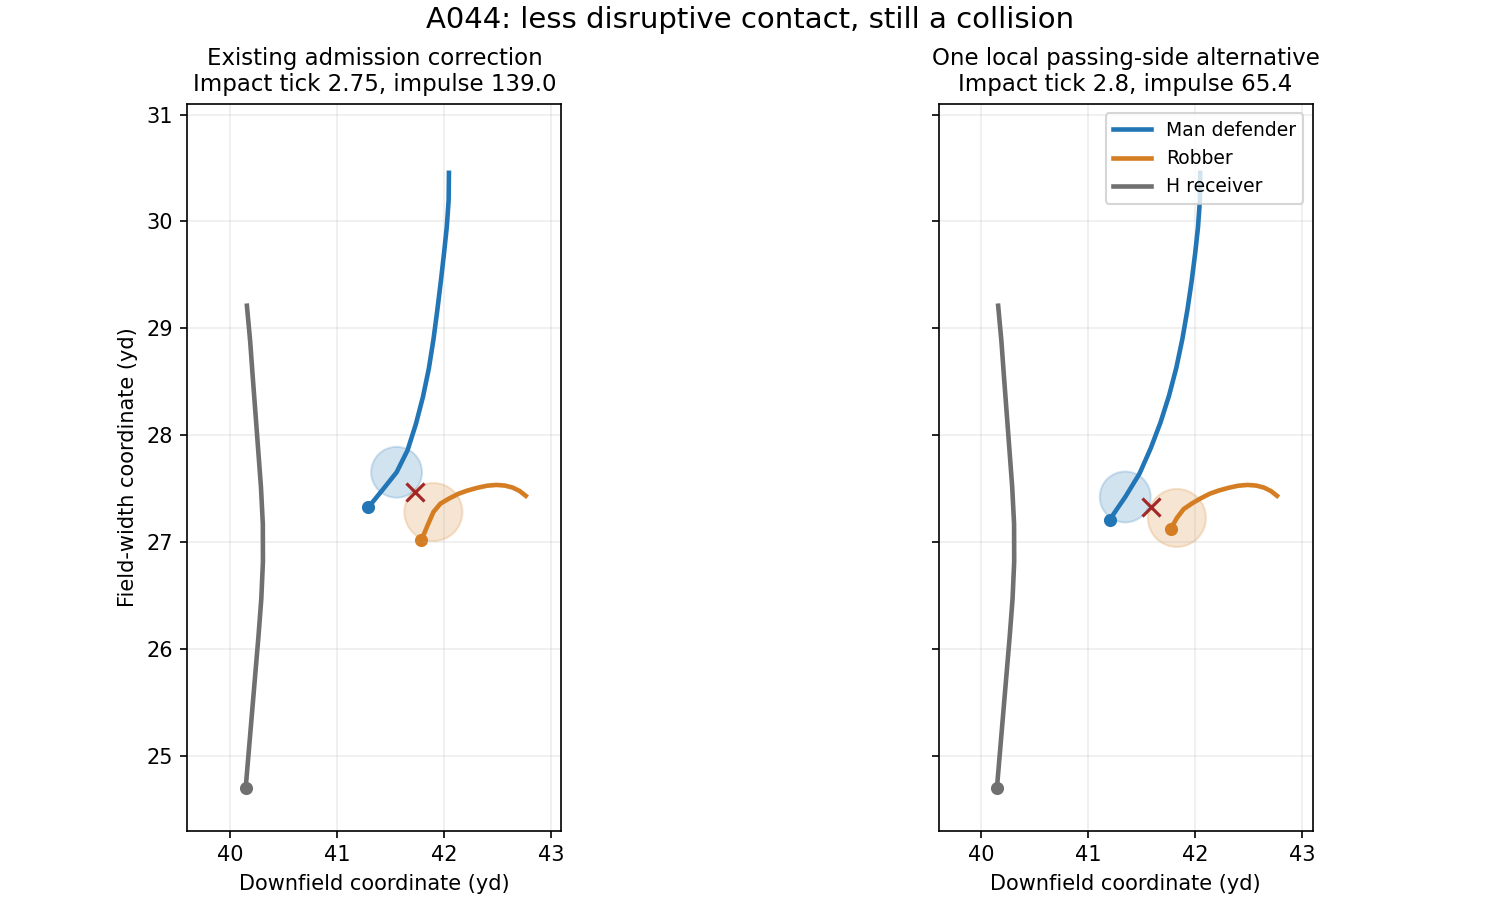 A044: less disruptive contact, still a collision
Existing admission correction
Impact tick 2.75, impulse 139.0
31
30
29
28
27
26
25
Field-width coordinate (yd)
40
41
42
43
Downfield coordinate (yd)
One local passing-side alternative
Impact tick 2.8, impulse 65.4
Man defender
Robber
H receiver
40
41
42
43
Downfield coordinate (yd)